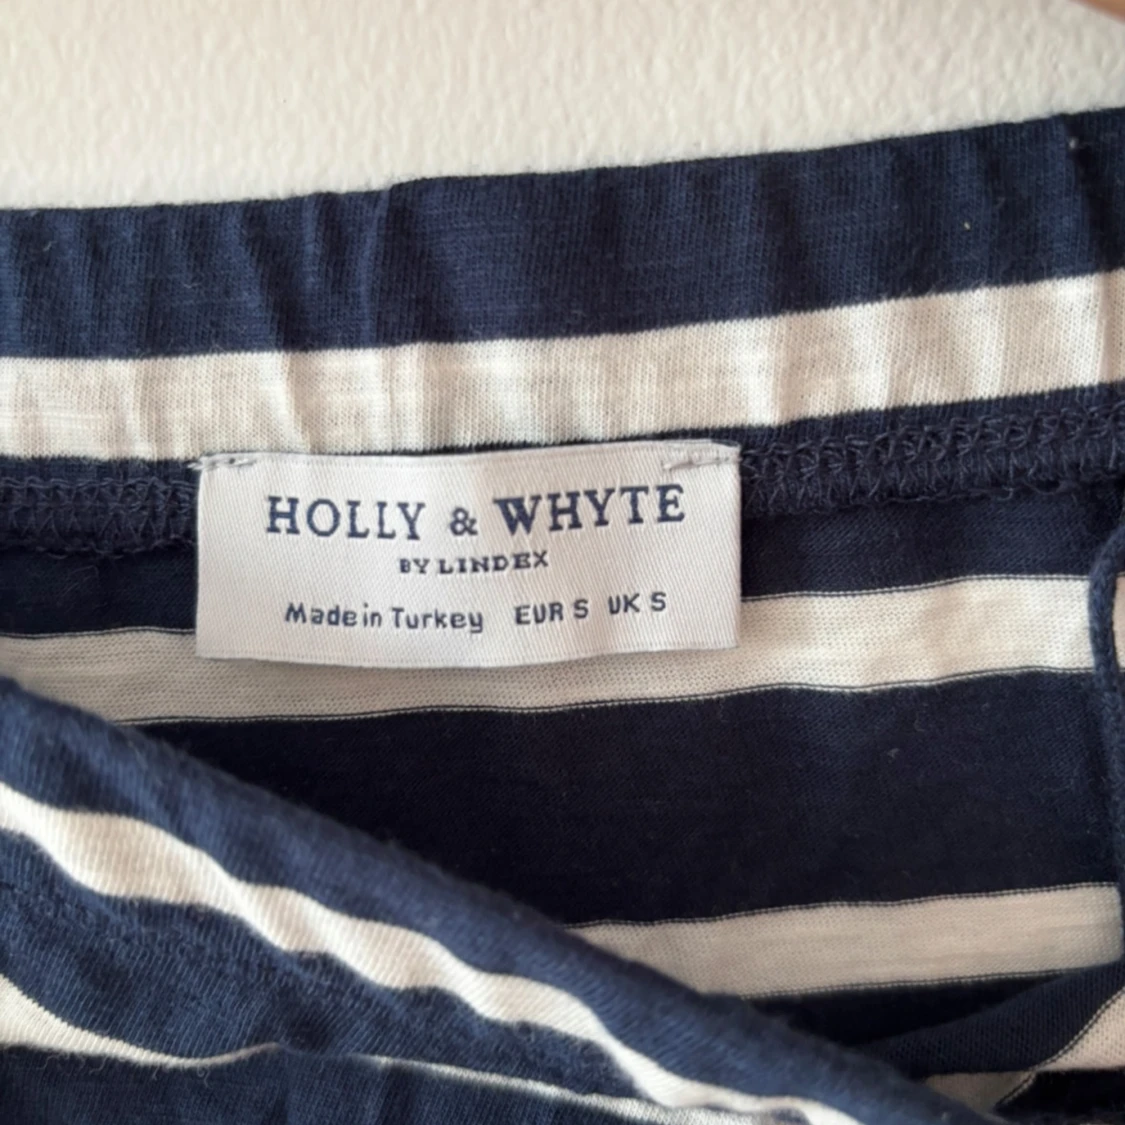 HOLLY & WHYTE
BY LINDEX
Made in Turkey EUR S UK S